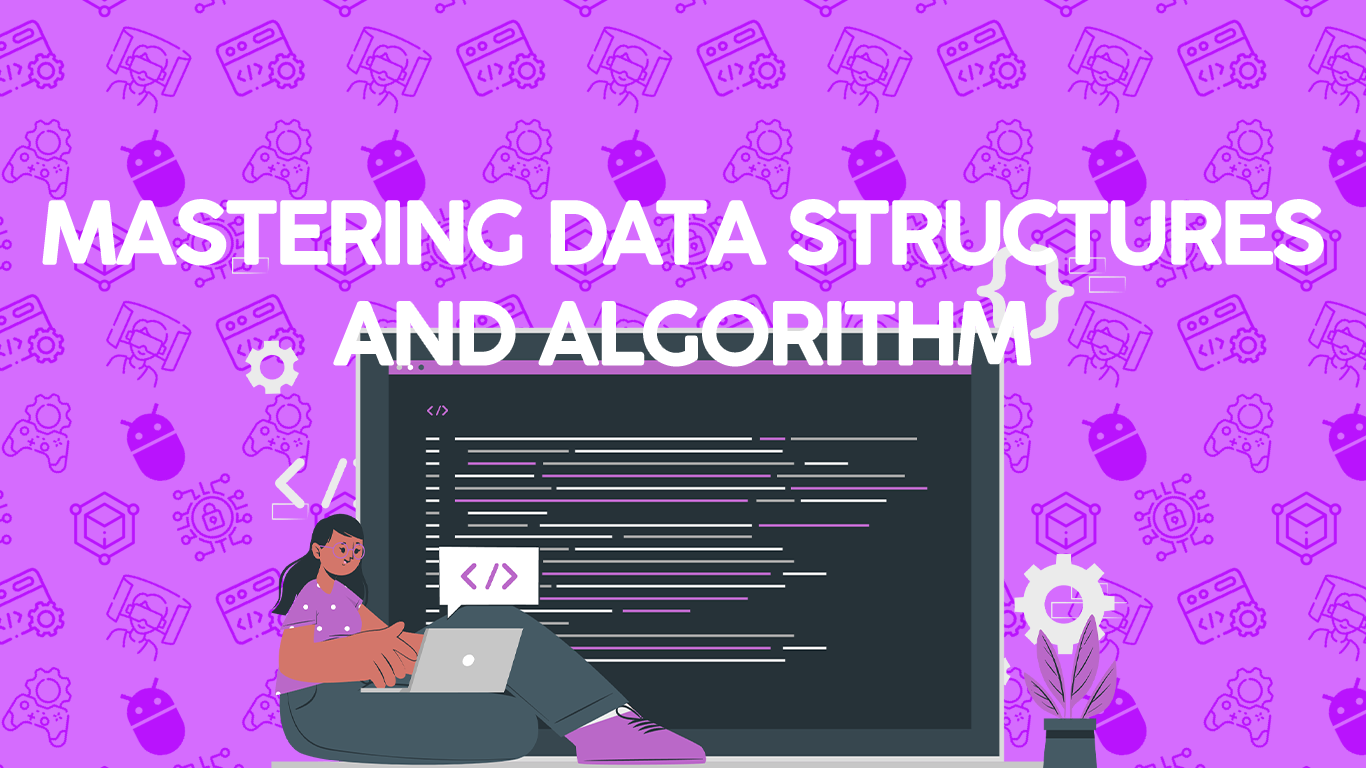 MASTERING DATA STRUCTURES
AND ALGORITHM
</>
</>
</>